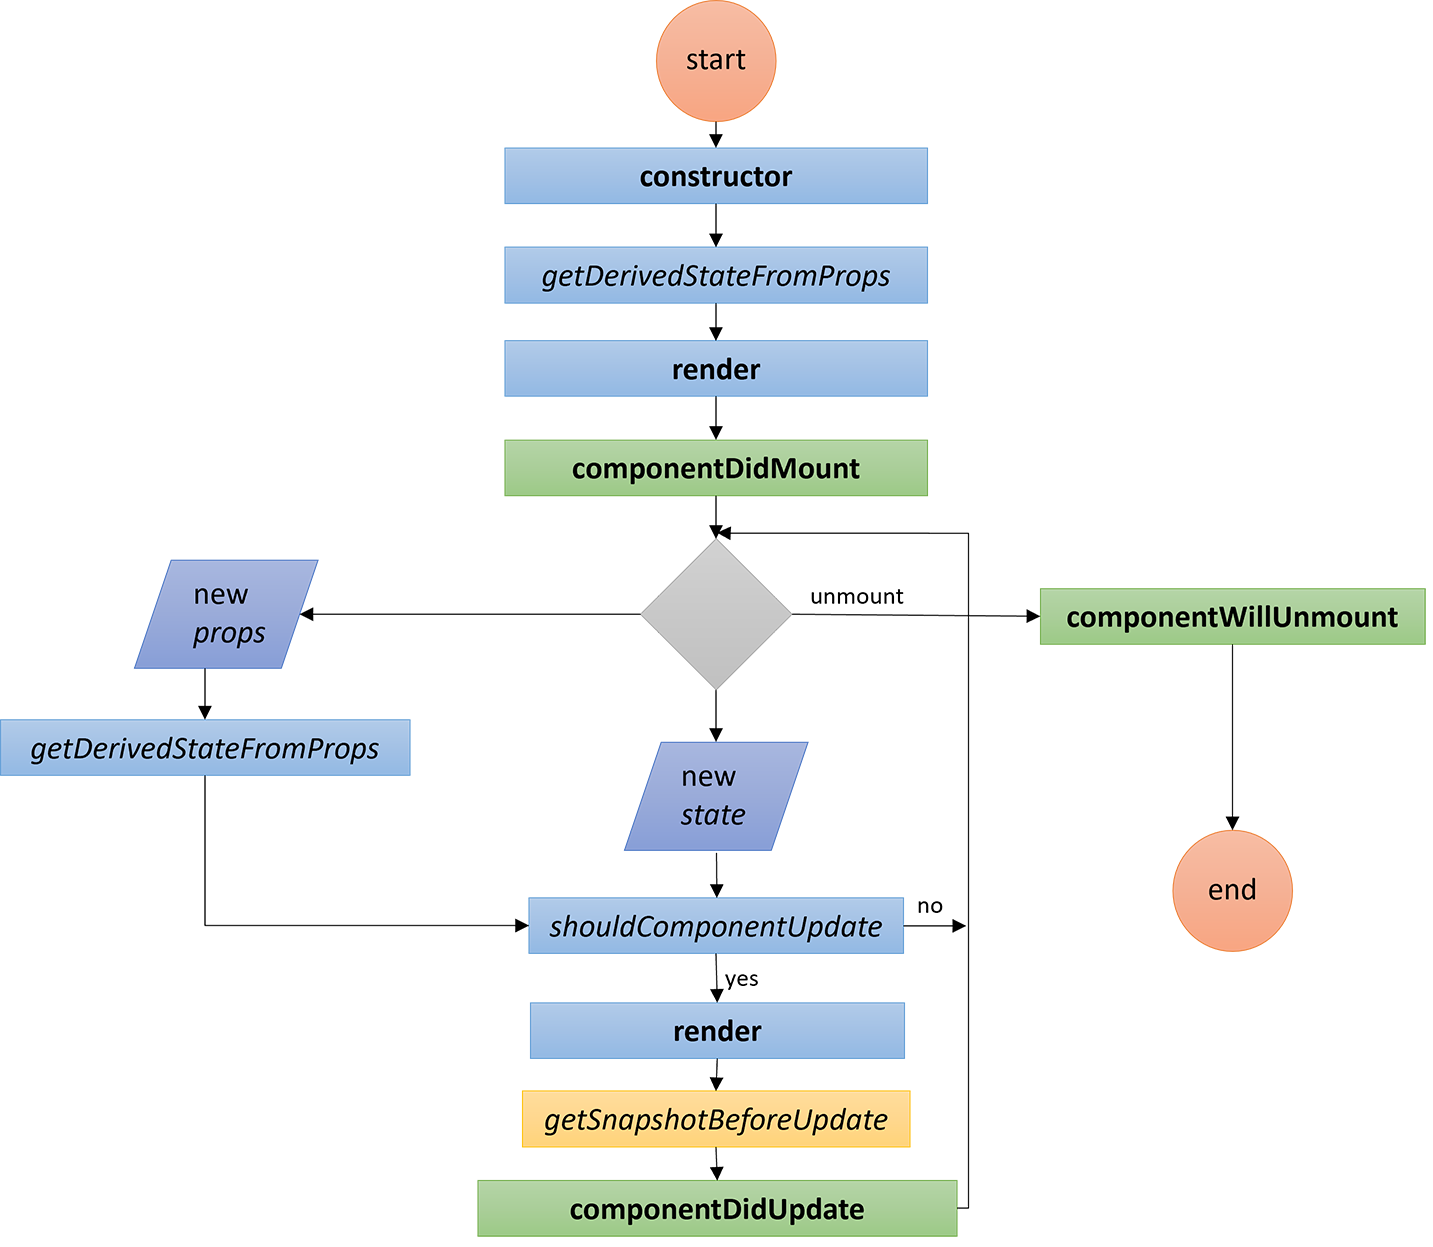 start
constructor
getDerivedStateFromProps
render
componentDidMount
unmount
new
props
componentWillUnmount
getDerivedStateFromProps
new
state
end
shouldComponentUpdate
no
yes
render
getSnapshotBeforeUpdate
componentDidUpdate